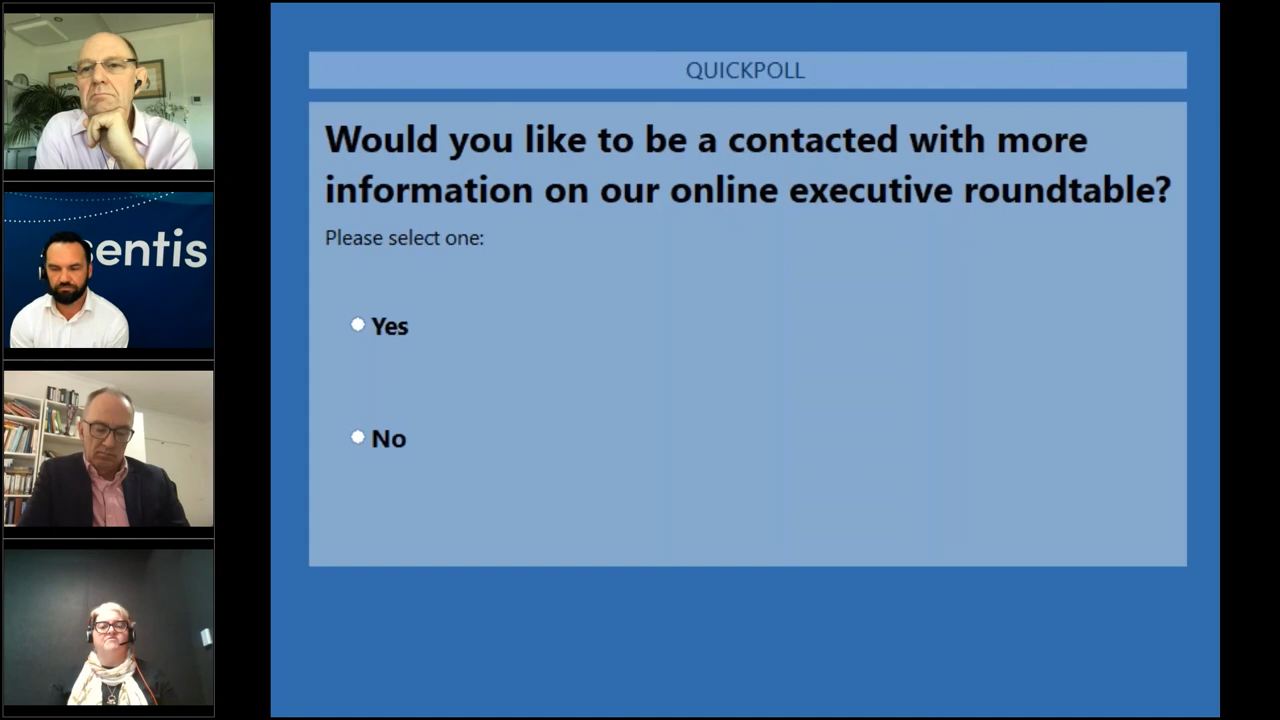 QUICKPOLL
Would you like to be a contacted with more
information on our online executive roundtable?
Please select one:
Yes
No
entis